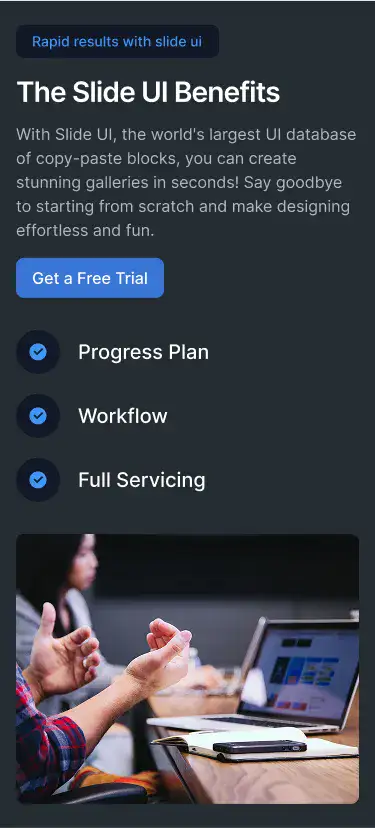 Rapid results with slide ui
The Slide UI Benefits
With Slide UI, the world's largest UI database
of copy-paste blocks, you can create
stunning galleries in seconds! Say goodbye
to starting from scratch and make designing
effortless and fun.
Get a Free Trial
Progress Plan
Workflow
Full Servicing